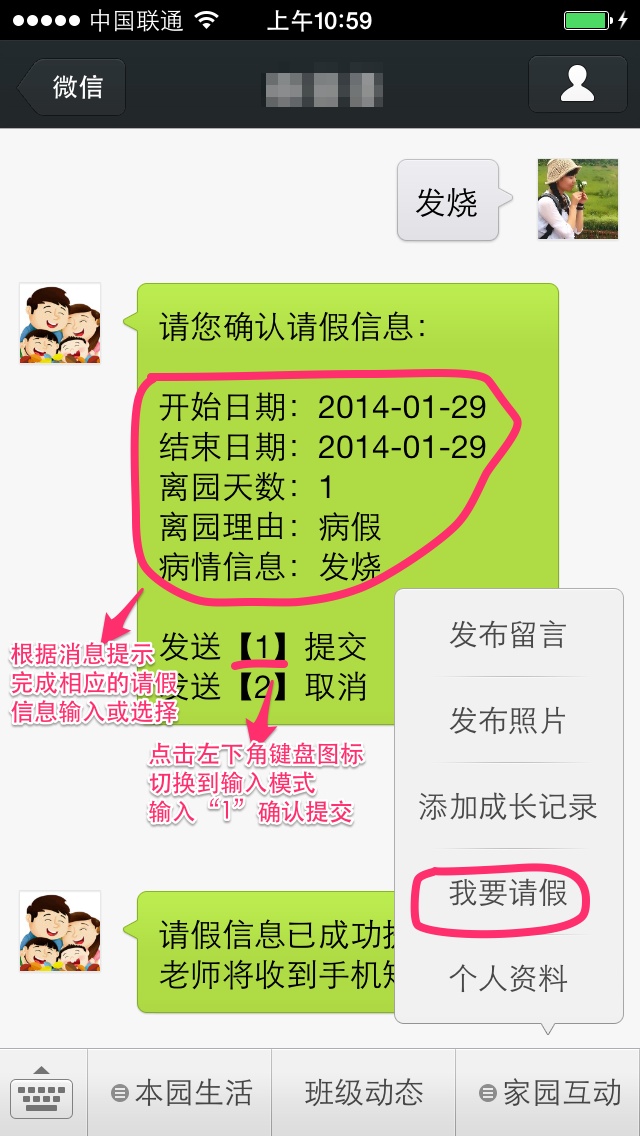 中国联通
上午10:59
微信
发烧
请您确认请假信息：
开始日期：2014-01-29
结束日期：2014-01-29
离园天数：1
离园理由：病假
病情信息：发烧
发送【1】提交
发送【2】取消
根据消息提示
完成相应的请假
信息输入或选择
点击左下角键盘图标
切换到输入模式
输入“1”确认提交
请假信息已成功
老师将收到手机
发布留言
发布照片
添加成长记录
我要请假
个人资料
本园生活
班级动态
家园互动